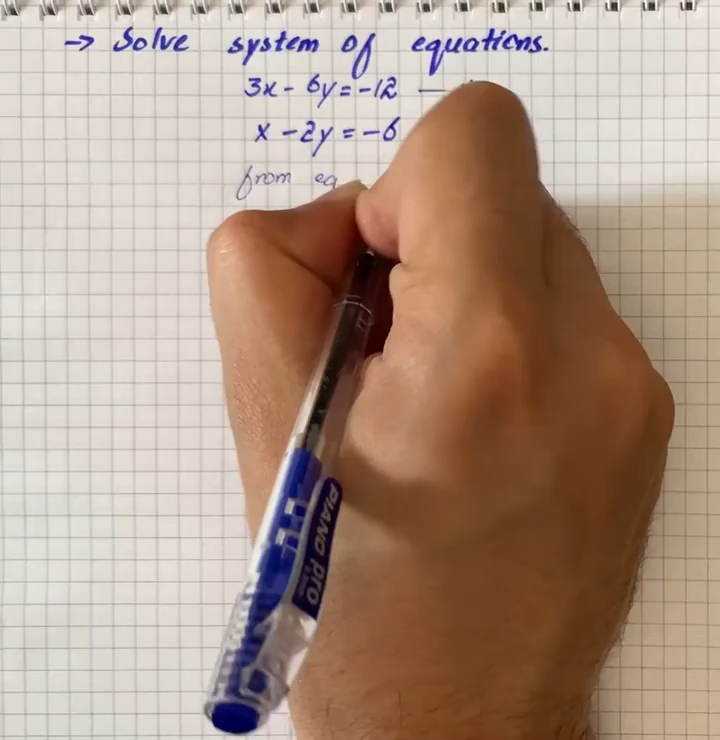 → Solve system of equations.
3x - 6y = -12 —
x - 2y = -6
from eq
PIANO pro